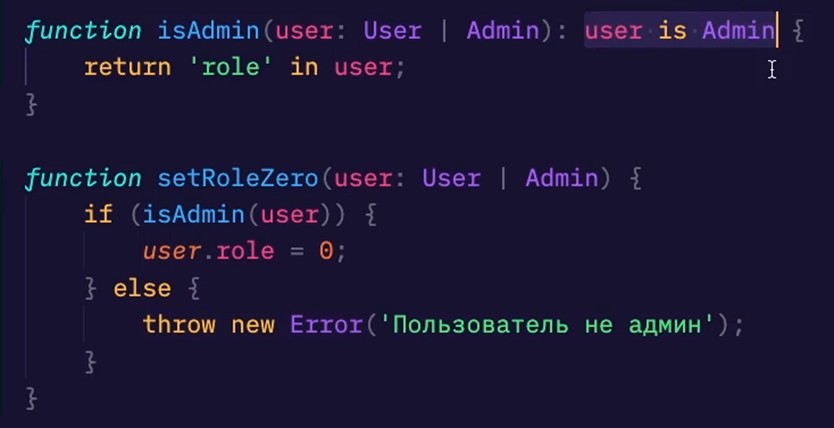 function isAdmin(user: User | Admin): user is Admin {
    return 'role' in user;
}
function setRoleZero(user: User | Admin) {
    if (isAdmin(user)) {
        user.role = 0;
    } else {
        throw new Error('Пользователь не админ');
    }
}